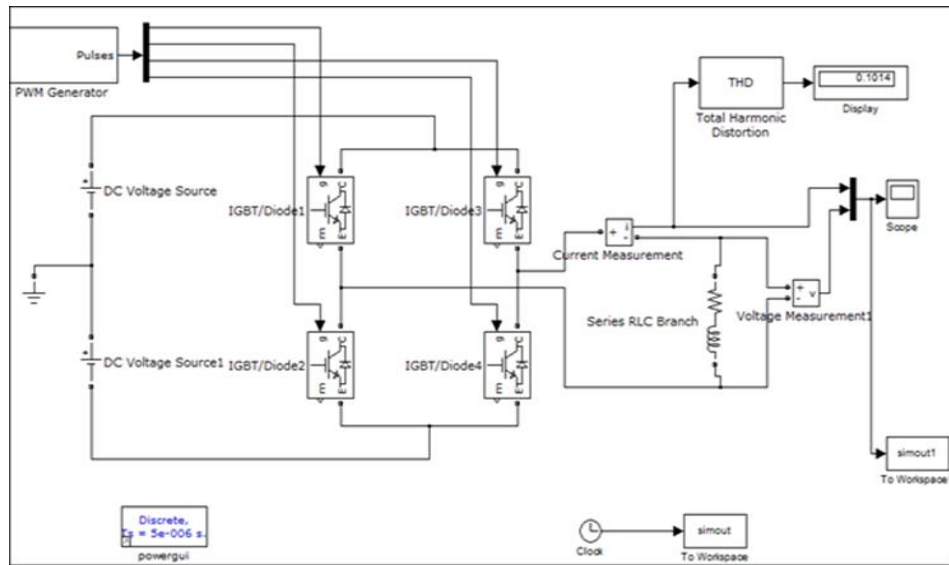 Pulses
PWM Generator
THD
Total Harmonic
Distortion
0.1014
Display
DC Voltage Source
g
C
m
E
IGBT/Diode1
g
C
m
E
IGBT/Diode3
+
i
-
Current Measurement
Scope
Series RLC Branch
+
-
v
Voltage Measurement1
DC Voltage Source1
g
C
m
E
IGBT/Diode2
g
C
m
E
IGBT/Diode4
simout1
To Workspace
Discrete,
Ts = 5e-006 s.
powergui
Clock
simout
To Workspace